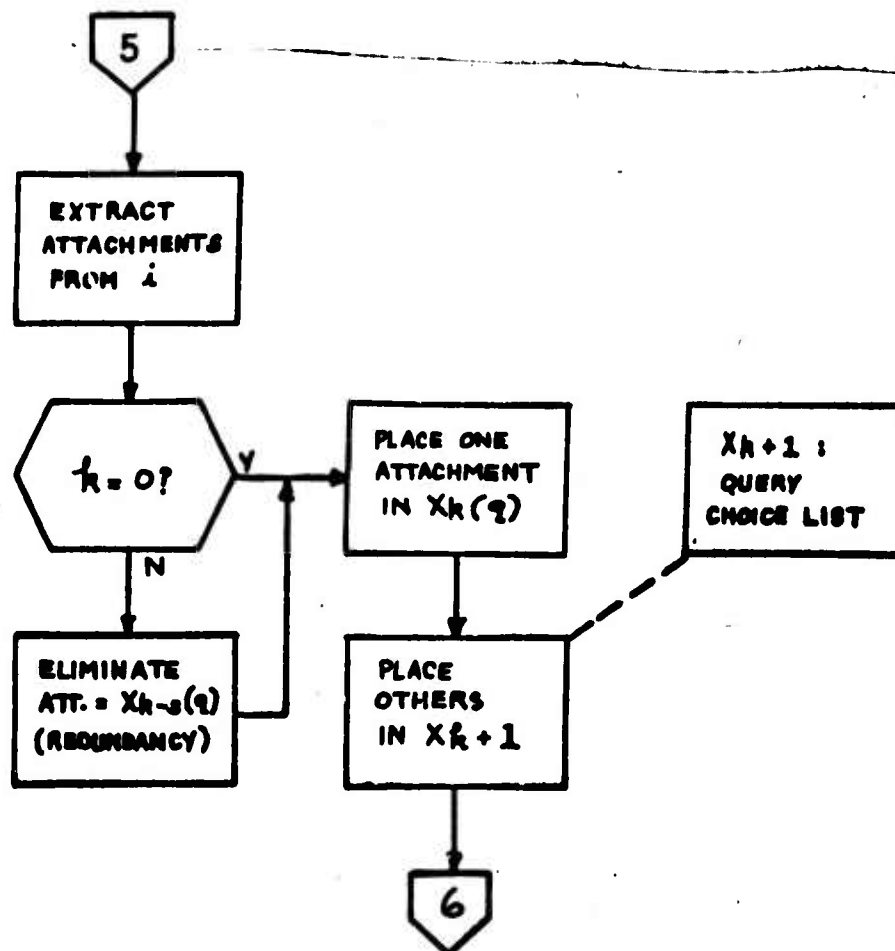 5
EXTRACT
ATTACHMENTS
FROM i
k = 0?
Y
N
ELIMINATE
ATT. = Xk-2(q)
(REDUNDANCY)
PLACE ONE
ATTACHMENT
IN Xk(q)
PLACE
OTHERS
IN Xk+1
Xk+1 :
QUERY
CHOICE LIST
6